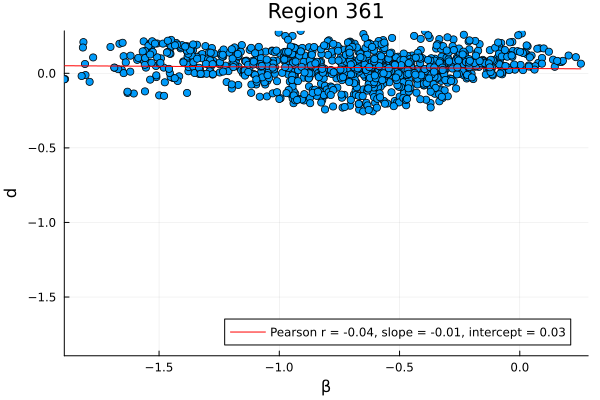 Region 361
0.0
−0.5
−1.0
−1.5
d
Pearson r = -0.04, slope = -0.01, intercept = 0.03
−1.5 −1.0 −0.5 0.0
β